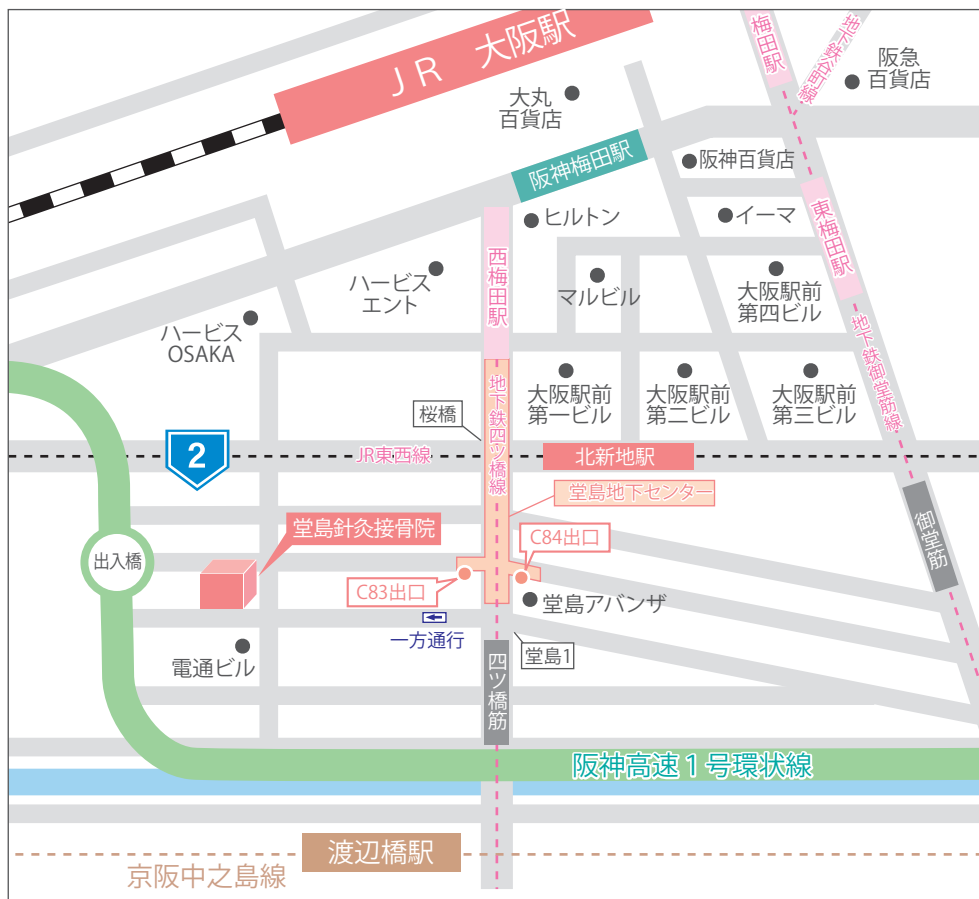 JR 大阪駅
梅田駅
地下鉄谷町線
阪急
百貨店
大丸
百貨店
阪神梅田駅
阪神百貨店
ヒルトン
イーマ
東梅田駅
西梅田駅
ハービス
エント
マルビル
大阪駅前
第四ビル
ハービス
OSAKA
地下鉄御堂筋線
大阪駅前
第一ビル
大阪駅前
第二ビル
大阪駅前
第三ビル
桜橋
地下鉄四ツ橋線
2
JR東西線
北新地駅
堂島地下センター
御堂筋
堂島針灸接骨院
C84出口
出入橋
C83出口
堂島アバンザ
一方通行
堂島1
電通ビル
四ツ橋筋
阪神高速1号環状線
渡辺橋駅
京阪中之島線